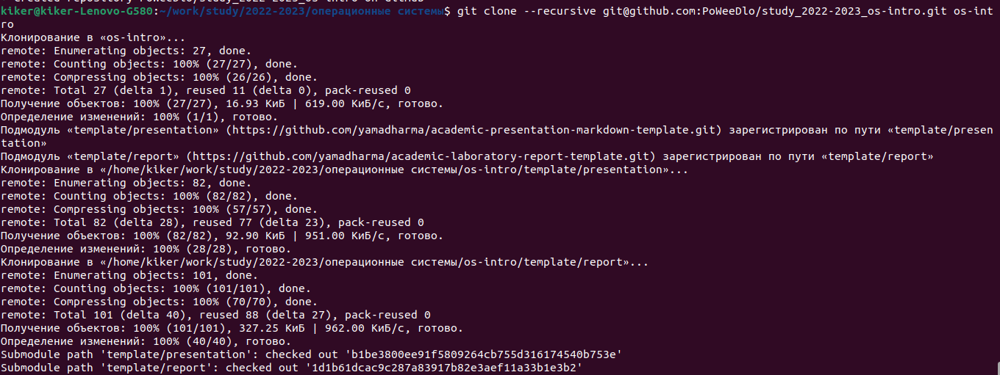 kiker@kiker-Lenovo-G580:~/work/study/2022-2023/операционные системы$ git clone --recursive git@github.com:PoWeeDlo/study_2022-2023_os-intro.git os-int
ro
Клонирование в «os-intro»...
remote: Enumerating objects: 27, done.
remote: Counting objects: 100% (27/27), done.
remote: Compressing objects: 100% (26/26), done.
remote: Total 27 (delta 1), reused 11 (delta 0), pack-reused 0
Получение объектов: 100% (27/27), 16.93 КиБ | 619.00 КиБ/с, готово.
Определение изменений: 100% (1/1), готово.
Подмодуль «template/presentation» (https://github.com/yamadharma/academic-presentation-markdown-template.git) зарегистрирован по пути «template/presen
tation»
Подмодуль «template/report» (https://github.com/yamadharma/academic-laboratory-report-template.git) зарегистрирован по пути «template/report»
Клонирование в «/home/kiker/work/study/2022-2023/операционные системы/os-intro/template/presentation»...
remote: Enumerating objects: 82, done.
remote: Counting objects: 100% (82/82), done.
remote: Compressing objects: 100% (57/57), done.
remote: Total 82 (delta 28), reused 77 (delta 23), pack-reused 0
Получение объектов: 100% (82/82), 92.90 КиБ | 951.00 КиБ/с, готово.
Определение изменений: 100% (28/28), готово.
Клонирование в «/home/kiker/work/study/2022-2023/операционные системы/os-intro/template/report»...
remote: Enumerating objects: 101, done.
remote: Counting objects: 100% (101/101), done.
remote: Compressing objects: 100% (70/70), done.
remote: Total 101 (delta 40), reused 88 (delta 27), pack-reused 0
Получение объектов: 100% (101/101), 327.25 КиБ | 962.00 КиБ/с, готово.
Определение изменений: 100% (40/40), готово.
Submodule path 'template/presentation': checked out 'b1be3800ee91f5809264cb755d316174540b753e'
Submodule path 'template/report': checked out '1d1b61dcac9c287a83917b82e3aef11a33b1e3b2'